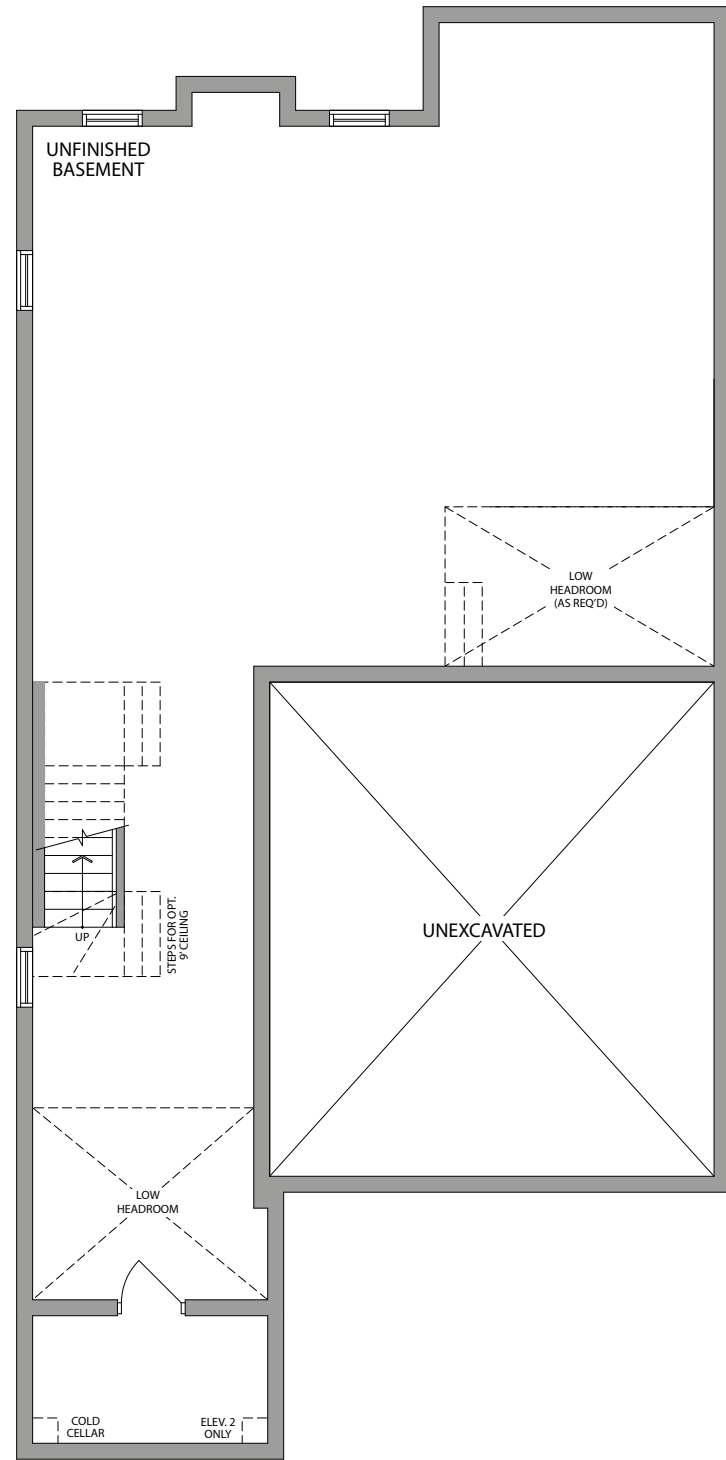 UNFINISHED
BASEMENT
LOW
HEADROOM
(AS REQ'D)
UP
STEPS FOR OPT.
9' CEILING
UNEXCAVATED
LOW
HEADROOM
COLD
CELLAR
ELEV. 2
ONLY